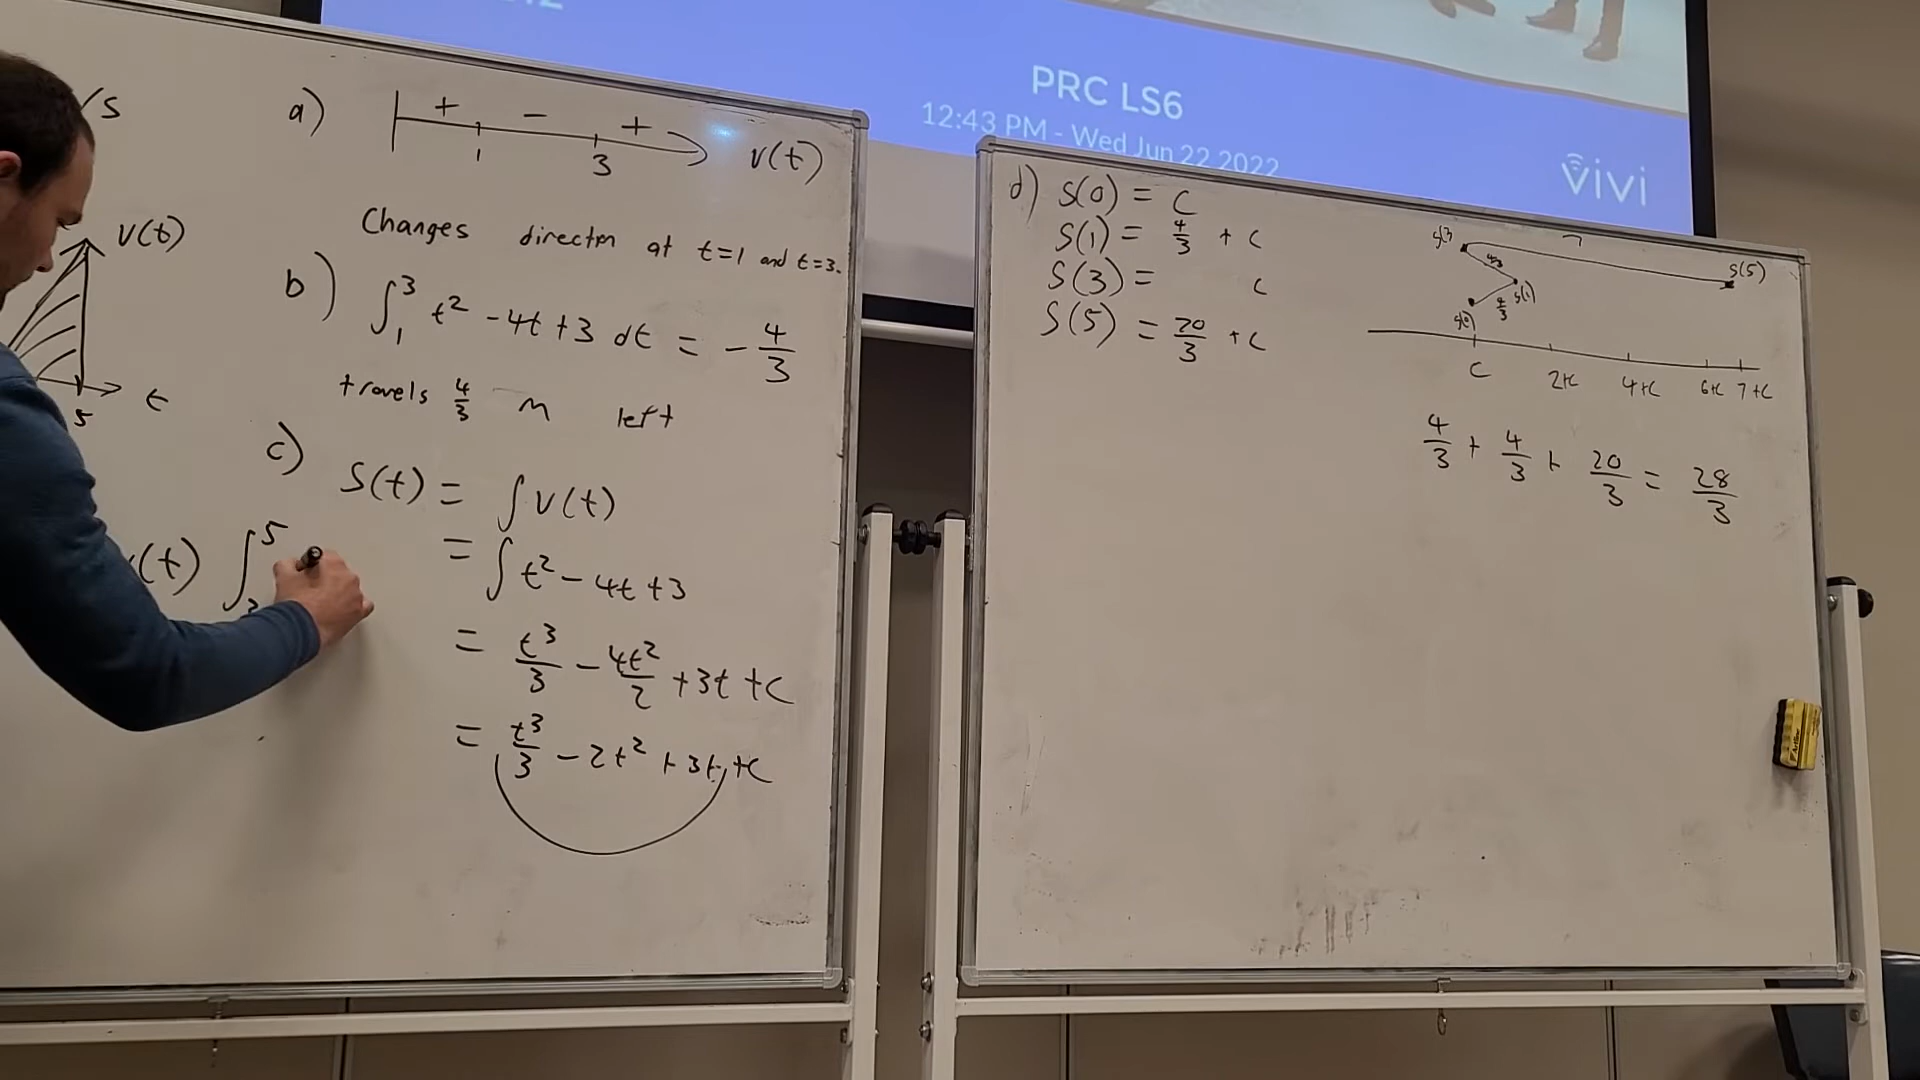 PRC LS6
12:43 PM - Wed Jun 22 2022
vivi
/s
v(t)
t
5
a)
+ - +
1 3 v(t)
Changes direction at t=1 and t=3.
b) ∫₁³ t² - 4t + 3 dt = - 4/3
travels 4/3 m left
c) S(t) = ∫ v(t)
= ∫ t² - 4t + 3
= t³/3 - 4t²/2 + 3t + c
= t³/3 - 2t² + 3t + c
(t) ∫ 5
d) S(0) = C
S(1) = 4/3 + C
S(3) = C
S(5) = 20/3 + C
S(5)
4/3
S(1)
4/3
S(0)
C 2+C 4+C 6+C 7+C
4/3 + 4/3 + 20/3 = 28/3